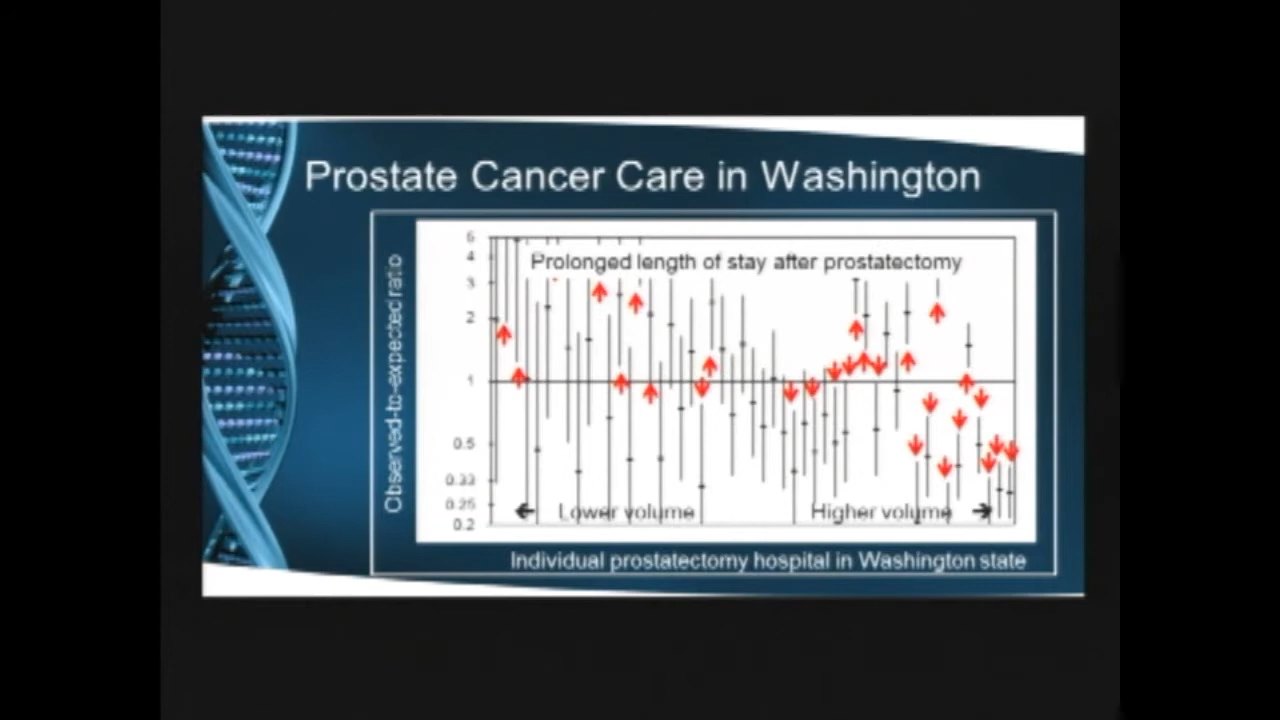 Prostate Cancer Care in Washington
Observed-to-expected ratio
Prolonged length of stay after prostatectomy
4
3
2
1
0.5
0.33
0.25
0.2
Lower volume
Higher volume
Individual prostatectomy hospital in Washington state